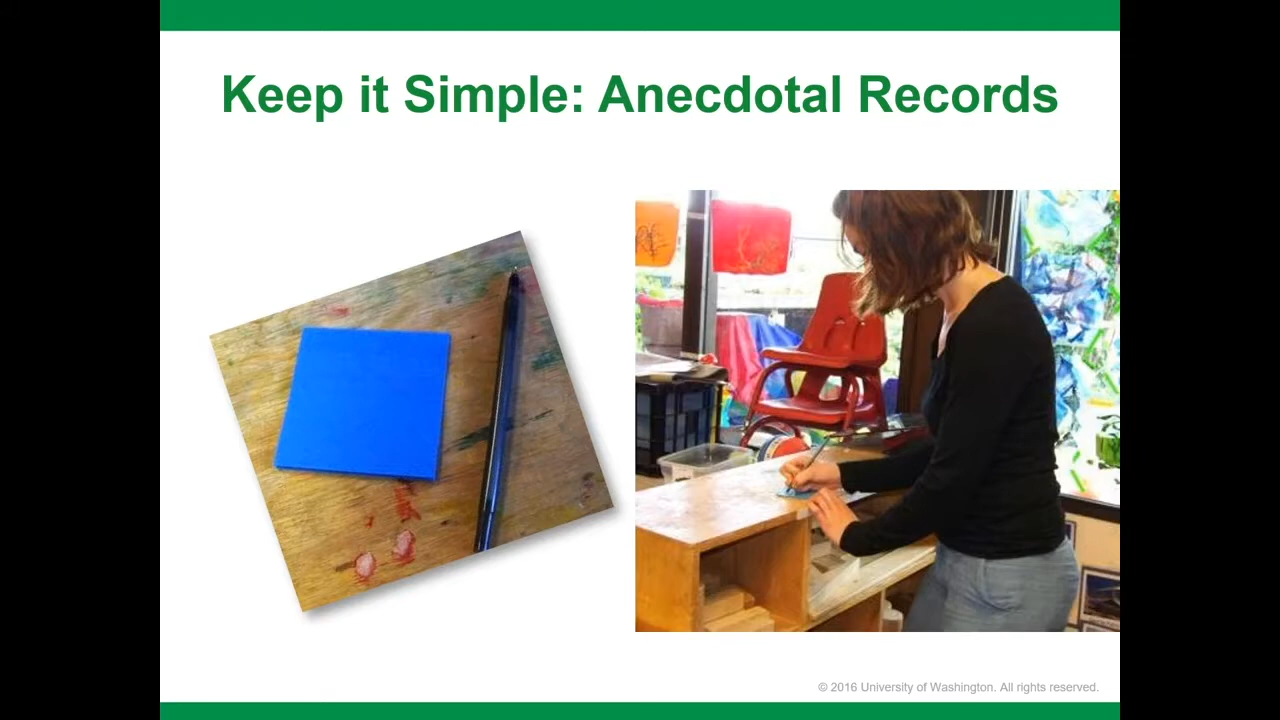 Keep it Simple: Anecdotal Records
© 2016 University of Washington. All rights reserved.